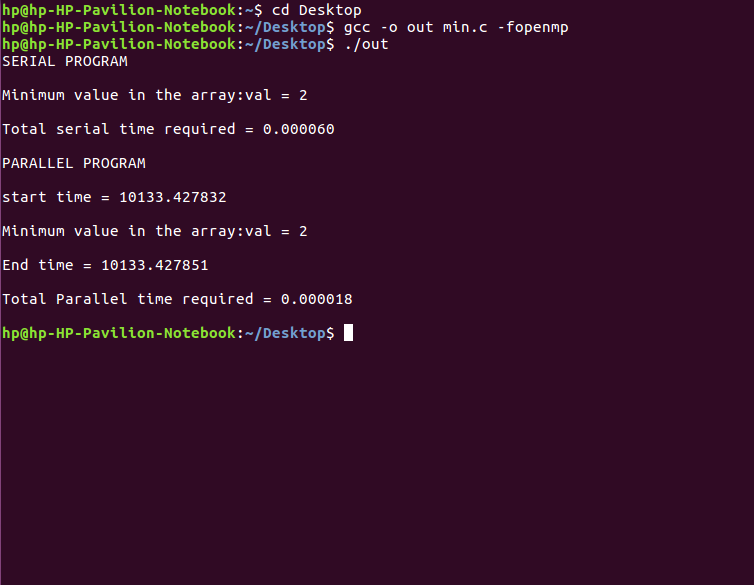 hp@hp-HP-Pavilion-Notebook:~$ cd Desktop
hp@hp-HP-Pavilion-Notebook:~/Desktop$ gcc -o out min.c -fopenmp
hp@hp-HP-Pavilion-Notebook:~/Desktop$ ./out
SERIAL PROGRAM
Minimum value in the array:val = 2
Total serial time required = 0.000060
PARALLEL PROGRAM
start time = 10133.427832
Minimum value in the array:val = 2
End time = 10133.427851
Total Parallel time required = 0.000018
hp@hp-HP-Pavilion-Notebook:~/Desktop$